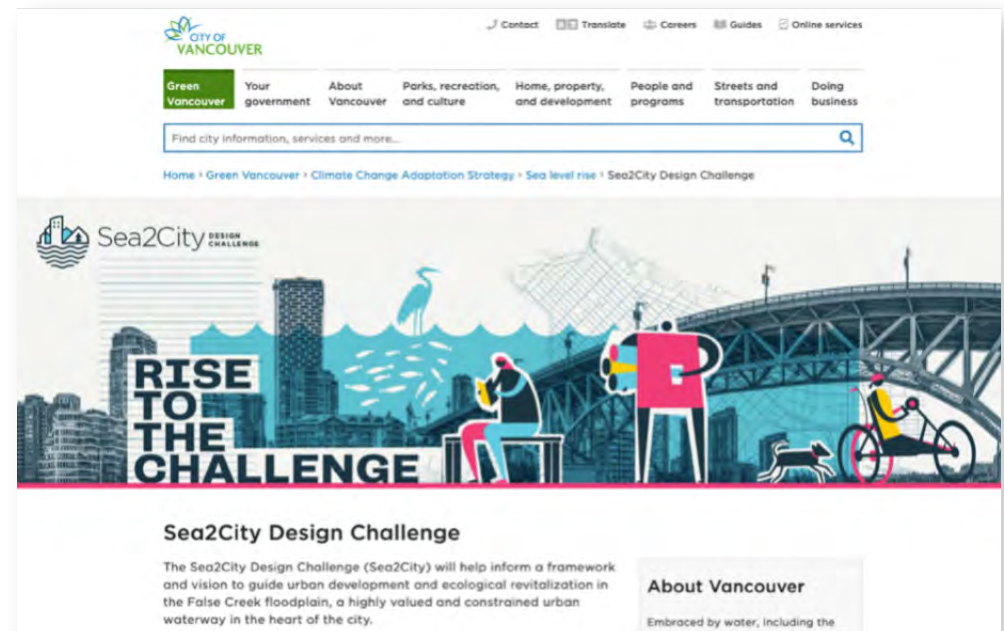 CITY OF
VANCOUVER
Contact Translate Careers Guides Online services
Green Vancouver
Your government
About Vancouver
Parks, recreation, and culture
Home, property, and development
People and programs
Streets and transportation
Doing business
Find city information, services and more...
Home › Green Vancouver › Climate Change Adaptation Strategy › Sea level rise › Sea2City Design Challenge
Sea2City DESIGN CHALLENGE
RISE
TO
THE
CHALLENGE
Sea2City Design Challenge
The Sea2City Design Challenge (Sea2City) will help inform a framework
and vision to guide urban development and ecological revitalization in
the False Creek floodplain, a highly valued and constrained urban
waterway in the heart of the city.
About Vancouver
Embraced by water, including the